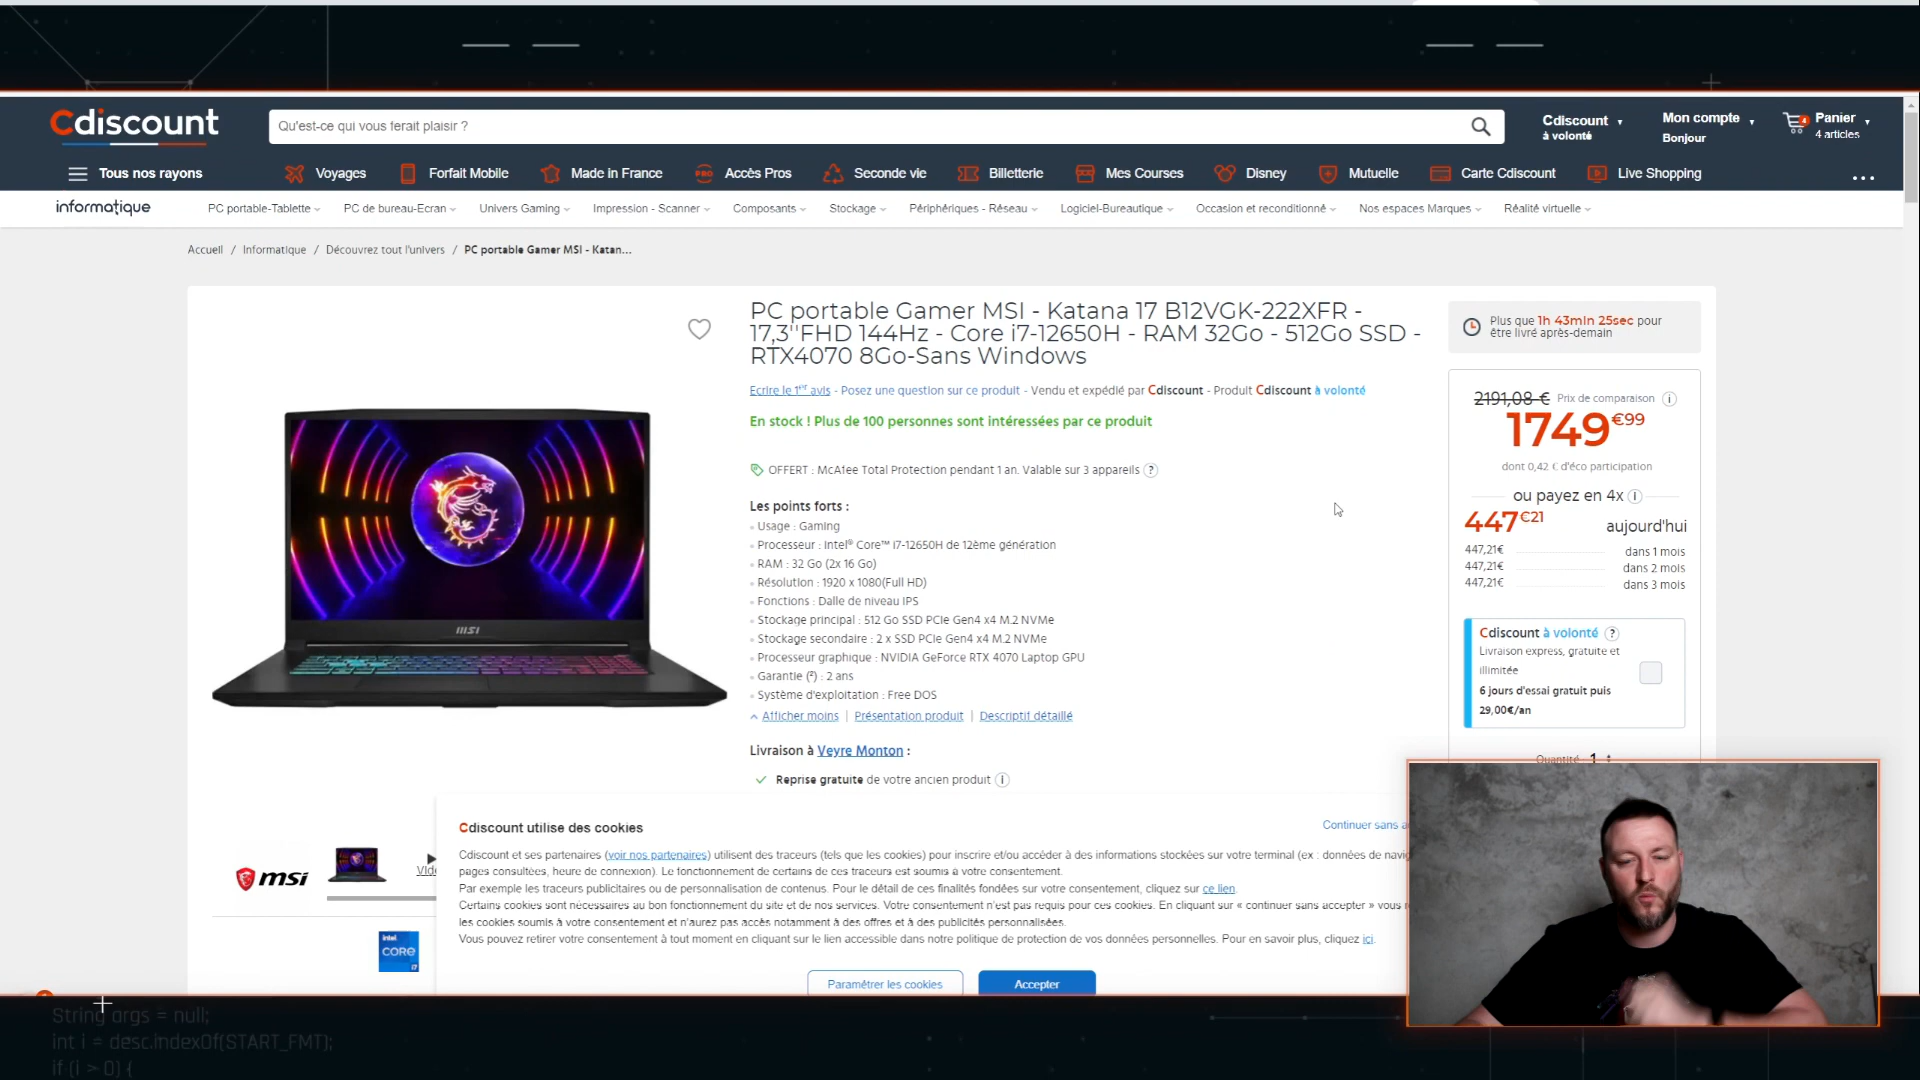 Cdiscount
Qu'est-ce qui vous ferait plaisir ?
Cdiscount
à volonté
Mon compte
Bonjour
4
Panier
4 articles
Tous nos rayons
Voyages
Forfait Mobile
Made in France
PRO
Accès Pros
Seconde vie
Billetterie
Mes Courses
Disney
Mutuelle
Carte Cdiscount
Live Shopping
...
informatique
PC portable-Tablette
PC de bureau-Ecran
Univers Gaming
Impression - Scanner
Composants
Stockage
Périphériques - Réseau
Logiciel-Bureautique
Occasion et reconditionné
Nos espaces Marques
Réalité virtuelle
Accueil / Informatique / Découvrez tout l'univers / PC portable Gamer MSI - Katan...
PC portable Gamer MSI - Katana 17 B12VGK-222XFR -
17,3''FHD 144Hz - Core i7-12650H - RAM 32Go - 512Go SSD -
RTX4070 8Go-Sans Windows
Ecrire le 1er avis - Posez une question sur ce produit - Vendu et expédié par Cdiscount - Produit Cdiscount à volonté
En stock ! Plus de 100 personnes sont intéressées par ce produit
OFFERT : McAfee Total Protection pendant 1 an. Valable sur 3 appareils ?
Les points forts :
Usage : Gaming
Processeur : Intel® Core™ i7-12650H de 12ème génération
RAM : 32 Go (2x 16 Go)
Résolution : 1920 x 1080(Full HD)
Fonctions : Dalle de niveau IPS
Stockage principal : 512 Go SSD PCIe Gen4 x4 M.2 NVMe
Stockage secondaire : 2 x SSD PCIe Gen4 x4 M.2 NVMe
Processeur graphique : NVIDIA GeForce RTX 4070 Laptop GPU
Garantie (²) : 2 ans
Système d'exploitation : Free DOS
Afficher moins | Présentation produit | Descriptif détaillé
Livraison à Veyre Monton :
Reprise gratuite de votre ancien produit i
Plus que 1h 43min 25sec pour
être livré après-demain
2191,08 € Prix de comparaison i
1749€99
dont 0,42 € d'éco participation
ou payez en 4x i
447€21 aujourd'hui
447,21€ dans 1 mois
447,21€ dans 2 mois
447,21€ dans 3 mois
Cdiscount à volonté ?
Livraison express, gratuite et
illimitée
6 jours d'essai gratuit puis
29,00€/an
Quantité : 1
msi
msi
intel
CORE
i7
Cdiscount utilise des cookies
Continuer sans
Cdiscount et ses partenaires (voir nos partenaires) utilisent des traceurs (tels que les cookies) pour inscrire et/ou accéder à des informations stockées sur votre terminal (ex : données de
pages consultées, heure de connexion). Le fonctionnement de certains de ces traceurs est soumis à votre consentement.
Par exemple les traceurs publicitaires ou de personnalisation de contenus. Pour le détail de ces finalités fondées sur votre consentement, cliquez sur ce lien.
Certains cookies sont nécessaires au bon fonctionnement du site et de nos services. Votre consentement n'est pas requis pour ces cookies. En cliquant sur « continuer sans accepter » vous
les cookies soumis à votre consentement et n'aurez pas accès notamment à des offres et à des publicités personnalisées.
Vous pouvez retirer votre consentement à tout moment en cliquant sur le lien accessible dans notre politique de protection de vos données personnelles. Pour en savoir plus, cliquez ici.
Paramétrer les cookies
Accepter
String args = null;
int i = desc.indexOf(START_FMT);
if (i > 0) {